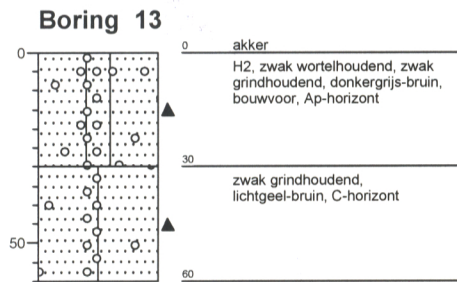 Boring 13
0
0 akker
H2, zwak wortelhoudend, zwak
grindhoudend, donkergrijs-bruin,
bouwvoor, Ap-horizont
30
zwak grindhoudend,
lichtgeel-bruin, C-horizont
50
60